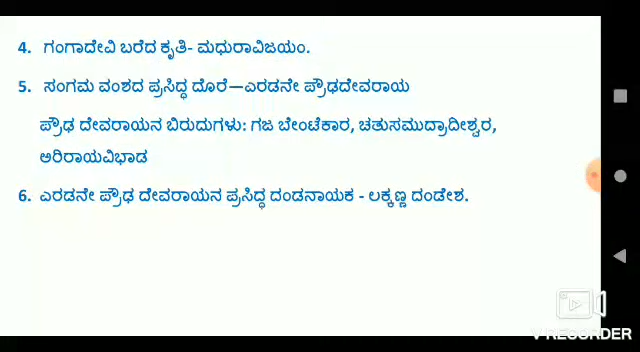 4. ಗಂಗಾದೇವಿ ಬರೆದ ಕೃತಿ- ಮಧುರಾವಿಜಯಂ.
5. ಸಂಗಮ ವಂಶದ ಪ್ರಸಿದ್ಧ ದೊರೆ—ಎರಡನೇ ಪ್ರೌಢದೇವರಾಯ
ಪ್ರೌಢ ದೇವರಾಯನ ಬಿರುದುಗಳು: ಗಜ ಬೇಂಟೆಕಾರ, ಚತುಸಮುದ್ರಾದೀಶ್ವರ,
ಅರಿರಾಯವಿಭಾಡ
6. ಎರಡನೇ ಪ್ರೌಢ ದೇವರಾಯನ ಪ್ರಸಿದ್ಧ ದಂಡನಾಯಕ - ಲಕ್ಕಣ್ಣ ದಂಡೇಶ.
V RECORDER